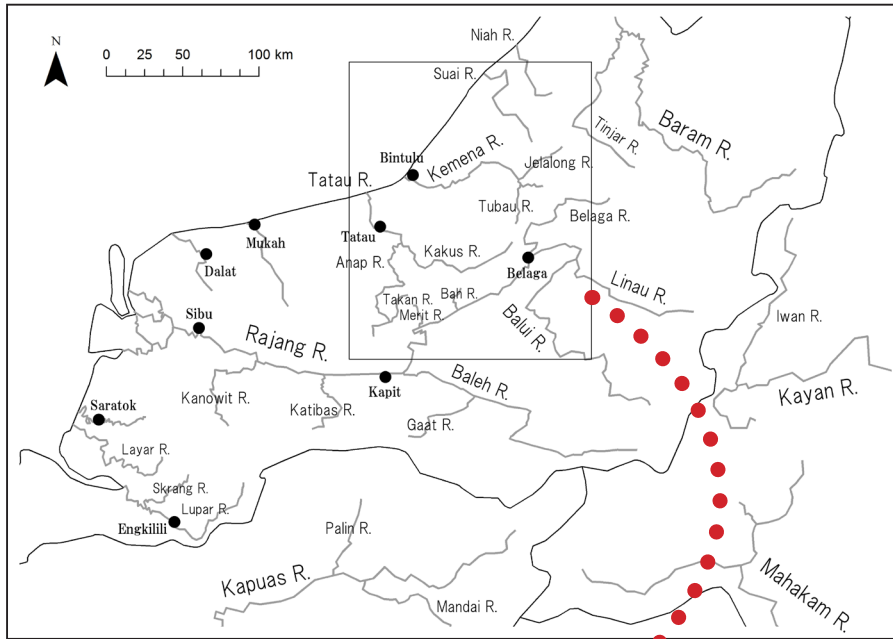 N
0 25 50 100 km
Niah R.
Suai R.
Tinjar R.
Baram R.
Bintulu
Kemena R.
Jelalong R.
Tatau R.
Tubau R.
Belaga R.
Mukah
Tatau
Dalat
Anap R.
Kakus R.
Belaga
Linau R.
Takan R.
Bah R.
Merit R.
Balui R.
Iwan R.
Sibu
Rajang R.
Kapit
Baleh R.
Kayan R.
Kanowit R.
Katibas R.
Gaat R.
Saratok
Layar R.
Skrang R.
Lupar R.
Engkilili
Palin R.
Kapuas R.
Mandai R.
Mahakam R.